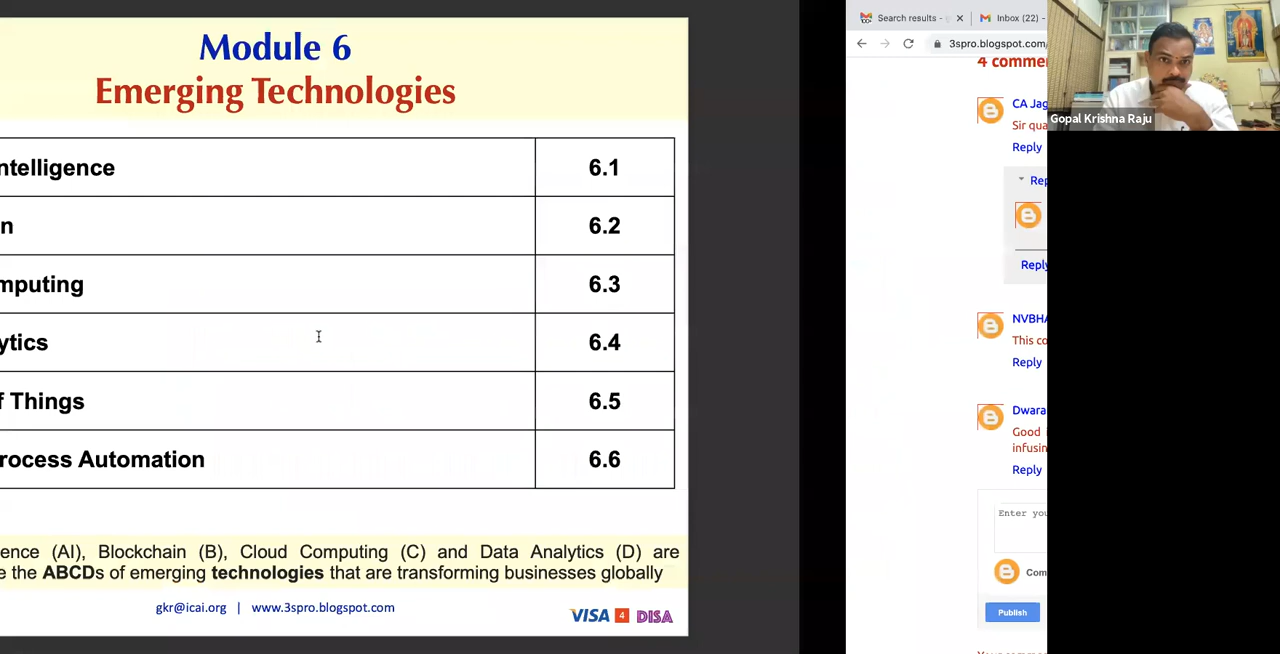 Module 6
Emerging Technologies
ntelligence 6.1
n 6.2
mputing 6.3
ytics 6.4
f Things 6.5
rocess Automation 6.6
ence (AI), Blockchain (B), Cloud Computing (C) and Data Analytics (D) are
e the ABCDs of emerging technologies that are transforming businesses globally
gkr@icai.org | www.3spro.blogspot.com
VISA 4 DISA
Search results -
Inbox (22) -
3spro.blogspot.com/
4 comme
CA Jag
Sir qua
Reply
Rep
Reply
NVBHA
This co
Reply
Dwara
Good
infusin
Reply
Enter you
Com
Publish
Gopal Krishna Raju